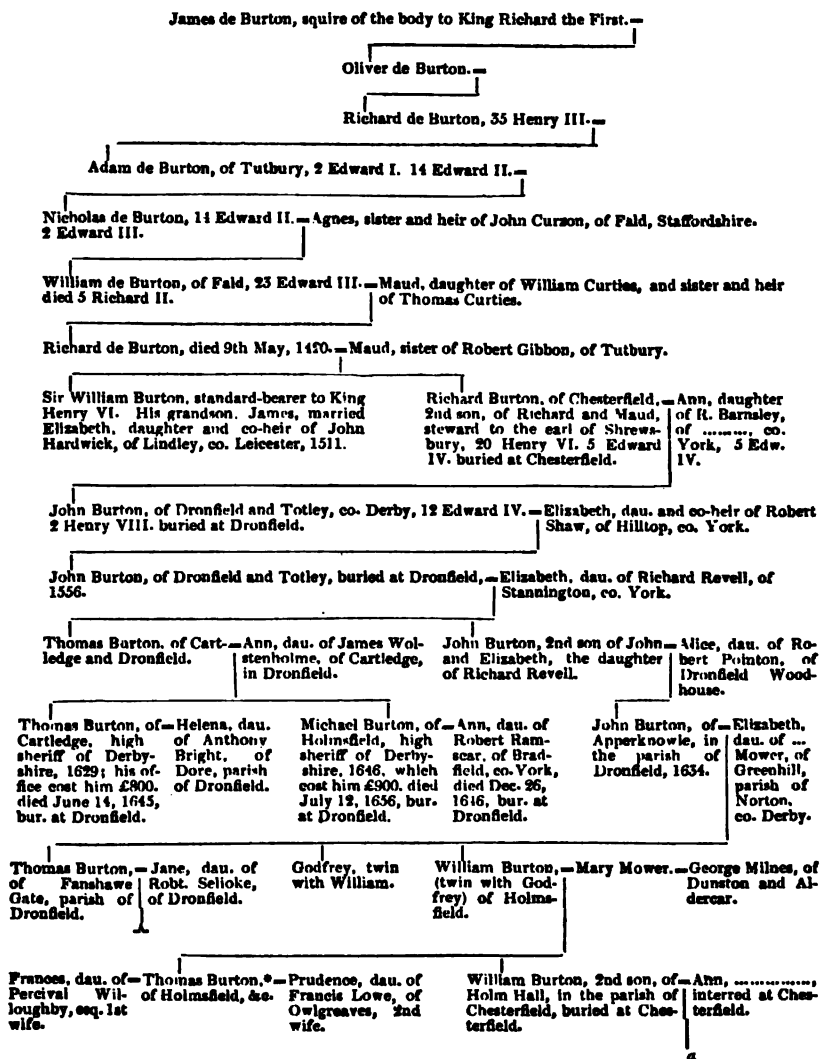 James de Burton, squire of the body to King Richard the First.=
Oliver de Burton.=
Richard de Burton, 35 Henry III.=
Adam de Burton, of Tutbury, 2 Edward I. 14 Edward II.=
Nicholas de Burton, 14 Edward II.=Agnes, sister and heir of John Curson, of Fald, Staffordshire.
2 Edward III.
William de Burton, of Fald, 23 Edward III.=Maud, daughter of William Curties, and sister and heir
died 5 Richard II.
of Thomas Curties.
Richard de Burton, died 9th May, 1420.=Maud, sister of Robert Gibbon, of Tutbury.
Sir William Burton, standard-bearer to King
Henry VI. His grandson, James, married
Elizabeth, daughter and co-heir of John
Hardwick, of Lindley, co. Leicester, 1511.
Richard Burton, of Chesterfield,=
2nd son, of Richard and Maud,
steward to the earl of Shrews-
bury, 20 Henry VI. 5 Edward
IV. buried at Chesterfield.
Ann, daughter
of R. Barnsley,
of ........., co.
York, 5 Edw.
IV.
John Burton, of Dronfield and Totley, co. Derby, 12 Edward IV.=
2 Henry VIII. buried at Dronfield.
Elizabeth, dau. and co-heir of Robert
Shaw, of Hilltop, co. York.
John Burton, of Dronfield and Totley, buried at Dronfield,=
1556.
Elizabeth, dau. of Richard Revell, of
Stannington, co. York.
Thomas Burton, of Cart-=
ledge and Dronfield.
Ann, dau. of James Wol-
stenholme, of Cartledge,
in Dronfield.
John Burton, 2nd son of John=
and Elizabeth, the daughter
of Richard Revell.
Alice, dau. of Ro-
bert Pointon, of
Dronfield Wood-
house.
Thomas Burton, of=
Cartledge, high
sheriff of Derby-
shire, 1629; his of-
fice cost him £800.
died June 14, 1645,
bur. at Dronfield.
Helena, dau.
of Anthony
Bright, of
Dore, parish
of Dronfield.
Michael Burton, of=
Holmsfield, high
sheriff of Derby-
shire, 1646, which
cost him £900. died
July 12, 1656, bur.
at Dronfield.
Ann, dau. of
Robert Ram-
scar, of Brad-
field, co. York,
died Dec. 26,
1646, bur. at
Dronfield.
John Burton, of=
Apperknowle, in
the parish of
Dronfield, 1634.
Elizabeth,
dau. of ...
Mower, of
Greenhill,
parish of
Norton,
co. Derby.
Thomas Burton,=
of Fanshawe
Gate, parish of
Dronfield.
Jane, dau. of
Robt. Selioke,
of Dronfield.
Godfrey, twin
with William.
William Burton,=
(twin with God-
frey) of Holms-
field.
Mary Mower.=
George Milnes, of
Dunston and Al-
dercar.
Frances, dau. of=
Percival Wil-
loughby, esq. 1st
wife.
Thomas Burton,*=
of Holmsfield, &c.
Prudence, dau. of
Francis Lowe, of
Owlgreaves, 2nd
wife.
William Burton, 2nd son, of=
Holm Hall, in the parish of
Chesterfield, buried at Ches-
terfield.
Ann, ...............,
interred at Ches-
terfield.
a